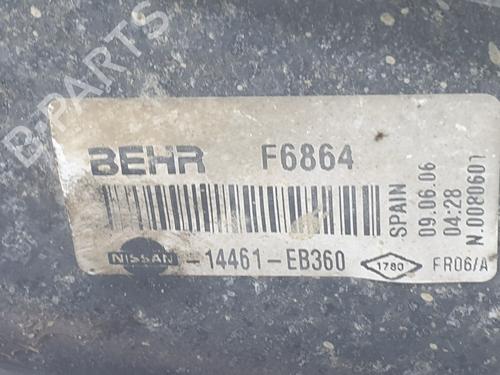 B-PARTS
BEHR F6864
SPAIN
09.06.06
04:28
N.0080601
NISSAN -14461-EB360
1780
FR06/A